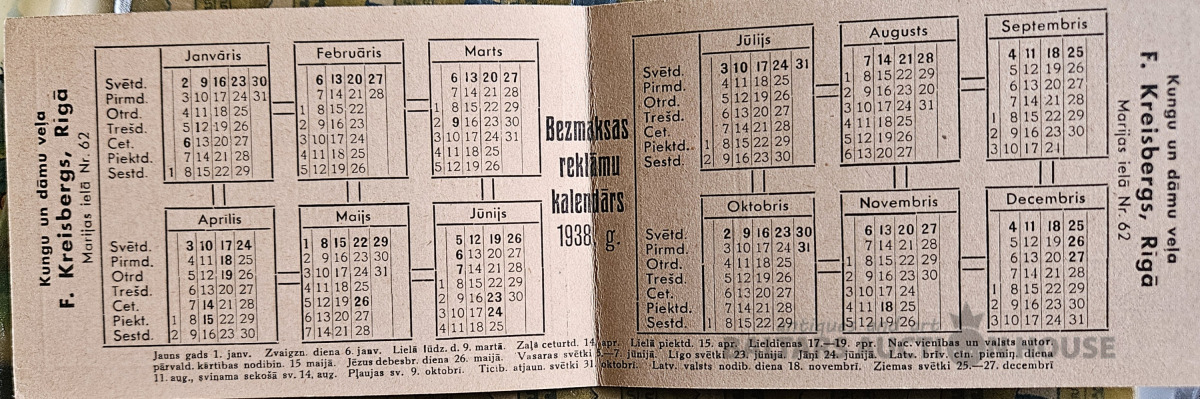 Kungu un dāmu veļa
F. Kreisbergs, Rīgā
Marijas ielā Nr. 62
Janvāris
Svētd. 2 9 16 23 30
Pirmd. 3 10 17 24 31
Otrd. 4 11 18 25
Trešd. 5 12 19 26
Cet. 6 13 20 27
Piektd. 7 14 21 28
Sestd. 1 8 15 22 29
Februāris
6 13 20 27
7 14 21 28
1 8 15 22
2 9 16 23
3 10 17 24
4 11 18 25
5 12 19 26
Marts
6 13 20 27
7 14 21 28
1 8 15 22 29
2 9 16 23 30
3 10 17 24 31
4 11 18 25
5 12 19 26
Aprilis
Svētd. 3 10 17 24
Pirmd. 4 11 18 25
Otrd 5 12 19 26
Trešd. 6 13 20 27
Cet. 7 14 21 28
Piekt. 1 8 15 22 29
Sestd. 2 9 16 23 30
Maijs
1 8 15 22 29
2 9 16 23 30
3 10 17 24 31
4 11 18 25
5 12 19 26
6 13 20 27
7 14 21 28
Jūnijs
5 12 19 26
6 13 20 27
7 14 21 28
1 8 15 22 29
2 9 16 23 30
3 10 17 24
4 11 18 25
Bezmaksas
reklāmu
kalendārs
1938. g.
Jūlijs
Svētd. 3 10 17 24 31
Pirmd. 4 11 18 25
Otrd. 5 12 19 26
Trešd. 6 13 20 27
Cet. 7 14 21 28
Piektd. 1 8 15 22 29
Sestd. 2 9 16 23 30
Augusts
7 14 21 28
1 8 15 22 29
2 9 16 23 30
3 10 17 24 31
4 11 18 25
5 12 19 26
6 13 20 27
Septembris
4 11 18 25
5 12 19 26
6 13 20 27
7 14 21 28
1 8 15 22 29
2 9 16 23 30
3 10 17 24
Oktobris
Svētd. 2 9 16 23 30
Pirmd. 3 10 17 24 31
Otrd. 4 11 18 25
Trešd. 5 12 19 26
Cet. 6 13 20 27
Piektd. 7 14 21 28
Sestd. 1 8 15 22 29
Novembris
6 13 20 27
7 14 21 28
1 8 15 22 29
2 9 16 23 30
3 10 17 24
4 11 18 25
5 12 19 26
Decembris
4 11 18 25
5 12 19 26
6 13 20 27
7 14 21 28
1 8 15 22 29
2 9 16 23 30
3 10 17 24 31
Kungu un dāmu veļa
F. Kreisbergs, Rīgā
Marijas ielā Nr. 62
Jauns gads 1. janv. Zvaigzn. diena 6. janv. Lielā lūdz. d. 9. martā. Zaļā ceturtd. 14. apr. Lielā piektd. 15. apr. Lieldienas 17.—19. apr. Nac. vienības un valsts autor.
pārvald. kārtības nodibin. 15 maijā. Jēzus debesbr. diena 26. maijā. Vasaras svētki 5.—7. jūnijā. Līgo svētki 23. jūnijā. Jāņi 24. jūnijā. Latv. brīv. cīn. piemiņ. diena
11. aug., svinama sekošā sv. 14. aug. Pļaujas sv. 9. oktobrī. Ticīb. atjaun. svētki 31. oktobrī. Latv. valsts nodib. diena 18. novembrī. Ziemas svētki 25.—27. decembrī